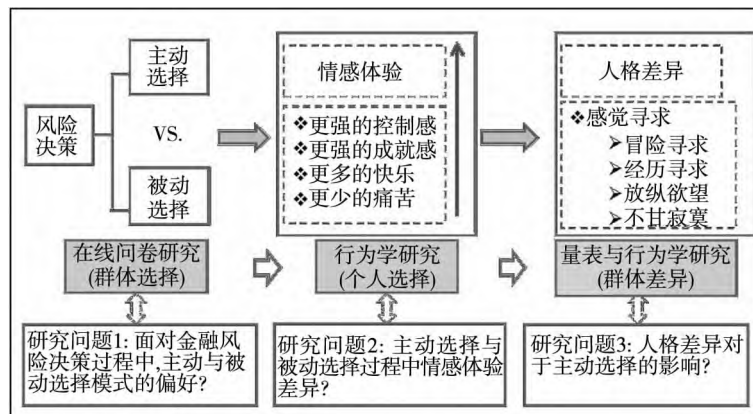 风险
决策
主动
选择
VS.
被动
选择
情感体验
❖更强的控制感
❖更强的成就感
❖更多的快乐
❖更少的痛苦
人格差异
❖感觉寻求
➢冒险寻求
➢经历寻求
➢放纵欲望
➢不甘寂寞
在线问卷研究
(群体选择)
行为学研究
(个人选择)
量表与行为学研究
(群体差异)
研究问题1: 面对金融风
险决策过程中,主动与被
动选择模式的偏好?
研究问题2: 主动选择与
被动选择过程中情感体验
差异?
研究问题3: 人格差异对
于主动选择的影响?